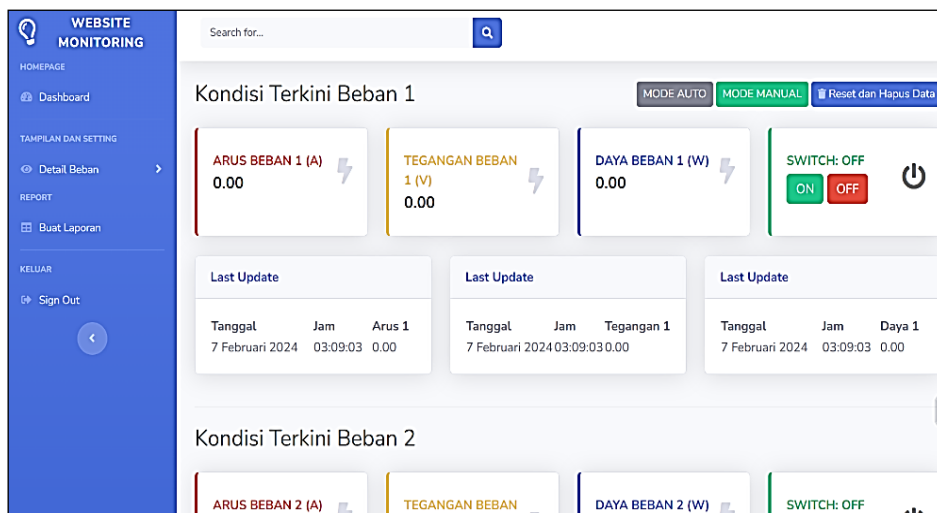 WEBSITE
MONITORING
HOMEPAGE
Dashboard
TAMPILAN DAN SETTING
Detail Beban
REPORT
Buat Laporan
KELUAR
Sign Out
Search for...
Kondisi Terkini Beban 1
MODE AUTO MODE MANUAL Reset dan Hapus Data
ARUS BEBAN 1 (A)
0.00
TEGANGAN BEBAN
1 (V)
0.00
DAYA BEBAN 1 (W)
0.00
SWITCH: OFF
ON OFF
Last Update
Tanggal Jam Arus 1
7 Februari 2024 03:09:03 0.00
Last Update
Tanggal Jam Tegangan 1
7 Februari 2024 03:09:03 0.00
Last Update
Tanggal Jam Daya 1
7 Februari 2024 03:09:03 0.00
Kondisi Terkini Beban 2
ARUS BEBAN 2 (A)
TEGANGAN BEBAN
DAYA BEBAN 2 (W)
SWITCH: OFF